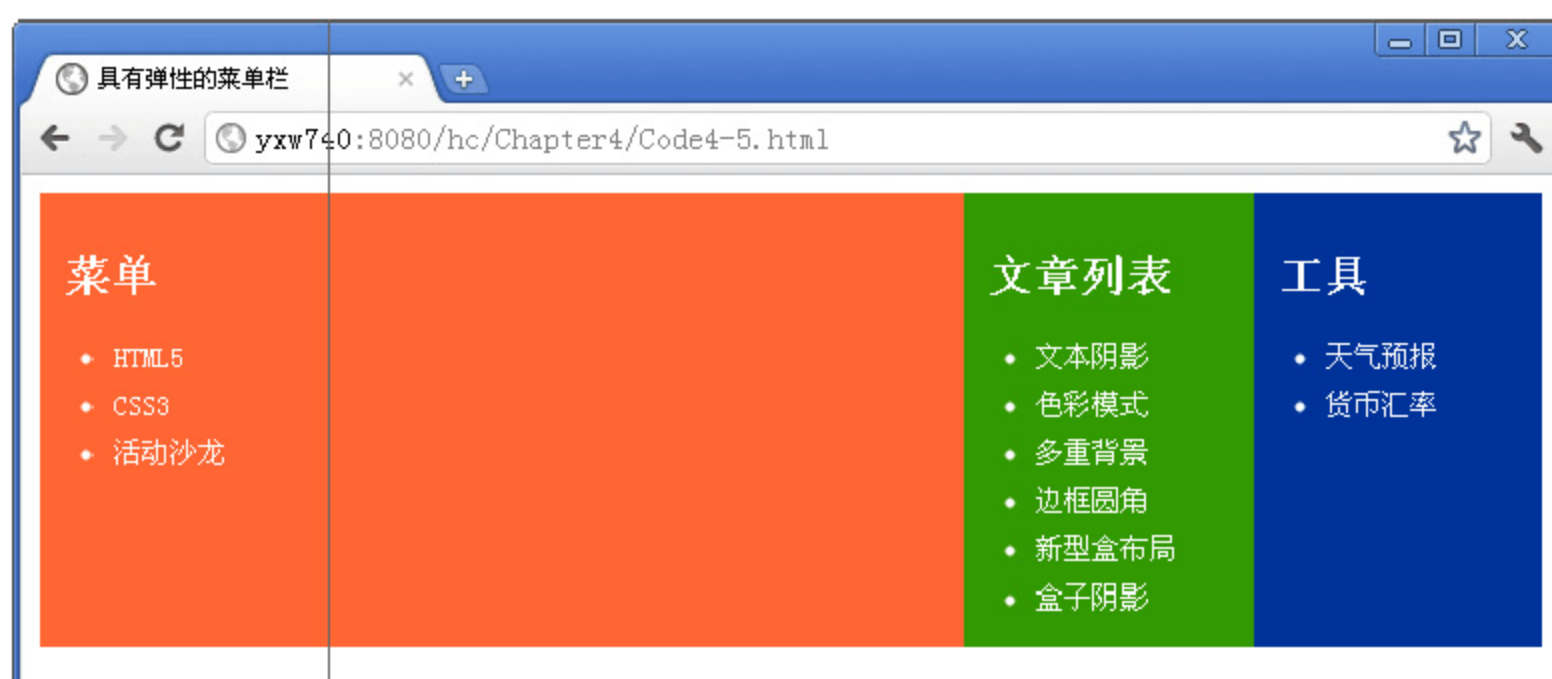 具有弹性的菜单栏
yxw740:8080/hc/Chapter4/Code4-5.html
菜单
HTML5
CSS3
活动沙龙
文章列表
文本阴影
色彩模式
多重背景
边框圆角
新型盒布局
盒子阴影
工具
天气预报
货币汇率